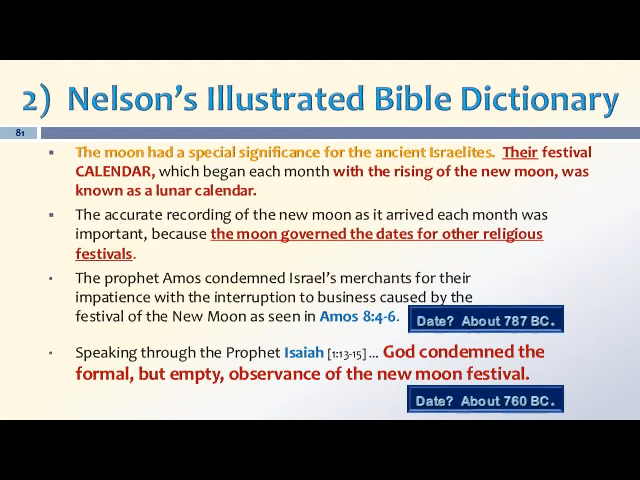 2) Nelson's Illustrated Bible Dictionary
81
▪ The moon had a special significance for the ancient Israelites. Their festival
CALENDAR, which began each month with the rising of the new moon, was
known as a lunar calendar.
▪ The accurate recording of the new moon as it arrived each month was
important, because the moon governed the dates for other religious
festivals.
• The prophet Amos condemned Israel's merchants for their
impatience with the interruption to business caused by the
festival of the New Moon as seen in Amos 8:4-6.
Date? About 787 BC.
• Speaking through the Prophet Isaiah [1:13-15] ... God condemned the
formal, but empty, observance of the new moon festival.
Date? About 760 BC.